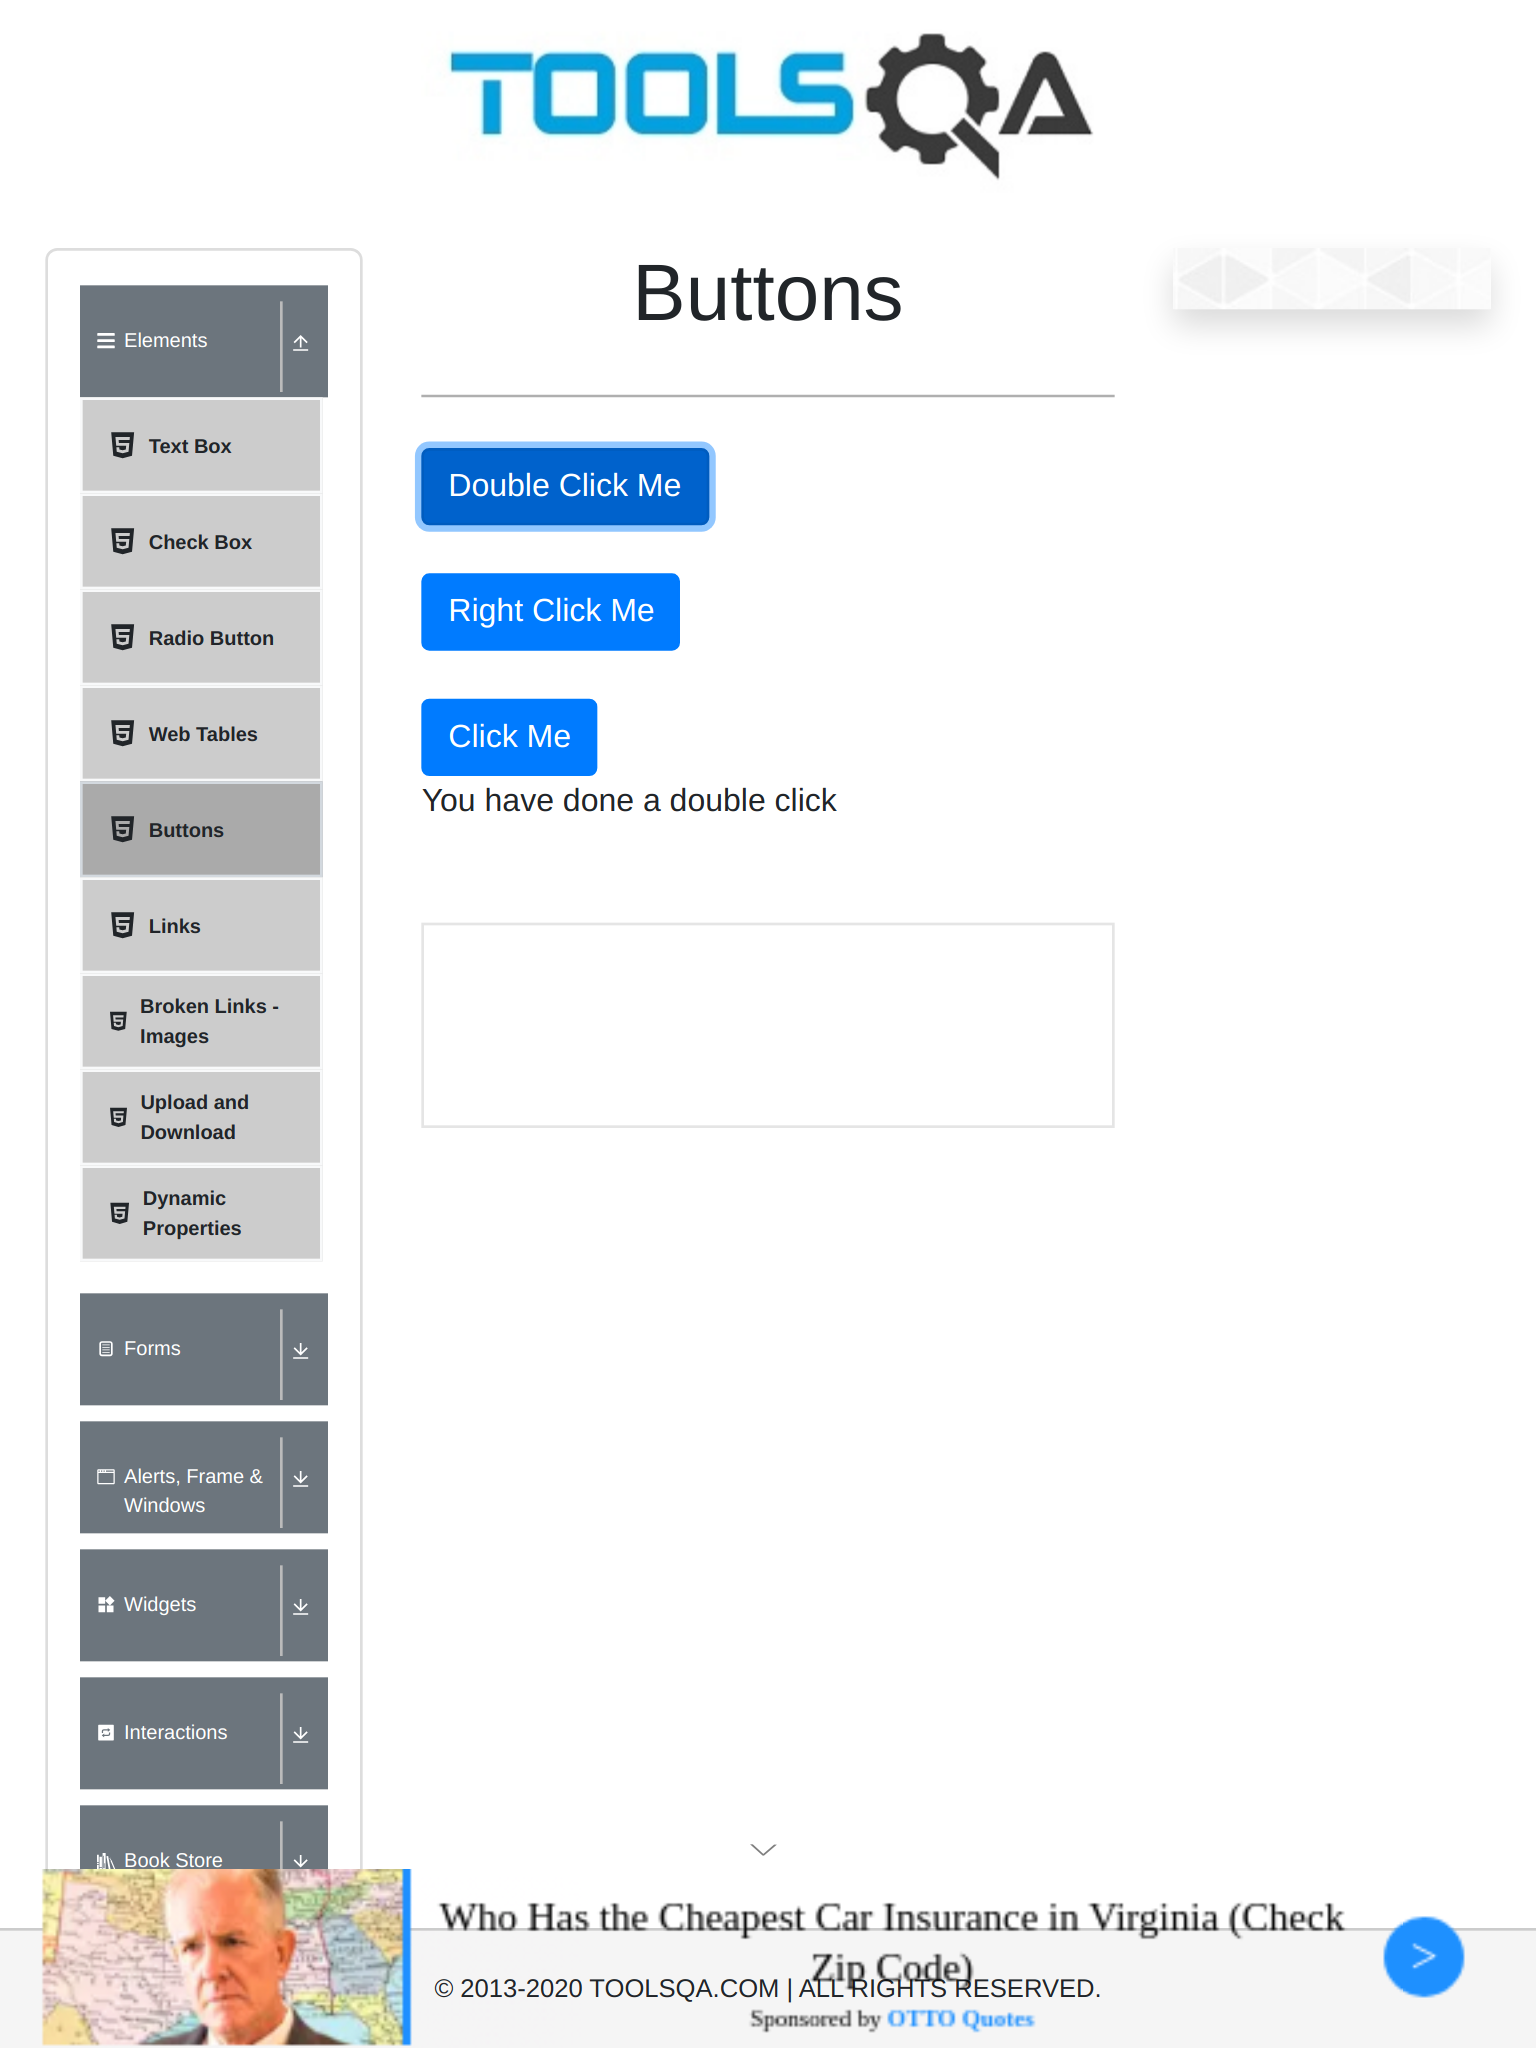 TOOLSQA
Buttons
Elements
Text Box
Check Box
Radio Button
Web Tables
Buttons
Links
Broken Links -
Images
Upload and
Download
Dynamic
Properties
Forms
Alerts, Frame &
Windows
Widgets
Interactions
Book Store
Double Click Me
Right Click Me
Click Me
You have done a double click
Who Has the Cheapest Car Insurance in Virginia (Check
Zip Code)
© 2013-2020 TOOLSQA.COM | ALL RIGHTS RESERVED.
Sponsored by OTTO Quotes